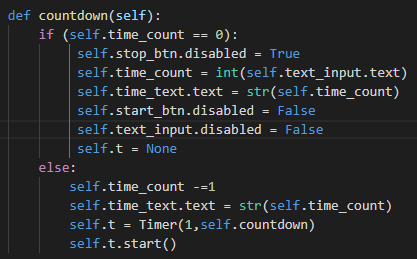 def countdown(self):
    if (self.time_count == 0):
        self.stop_btn.disabled = True
        self.time_count = int(self.text_input.text)
        self.time_text.text = str(self.time_count)
        self.start_btn.disabled = False
        self.text_input.disabled = False
        self.t = None
    else:
        self.time_count -=1
        self.time_text.text = str(self.time_count)
        self.t = Timer(1,self.countdown)
        self.t.start()